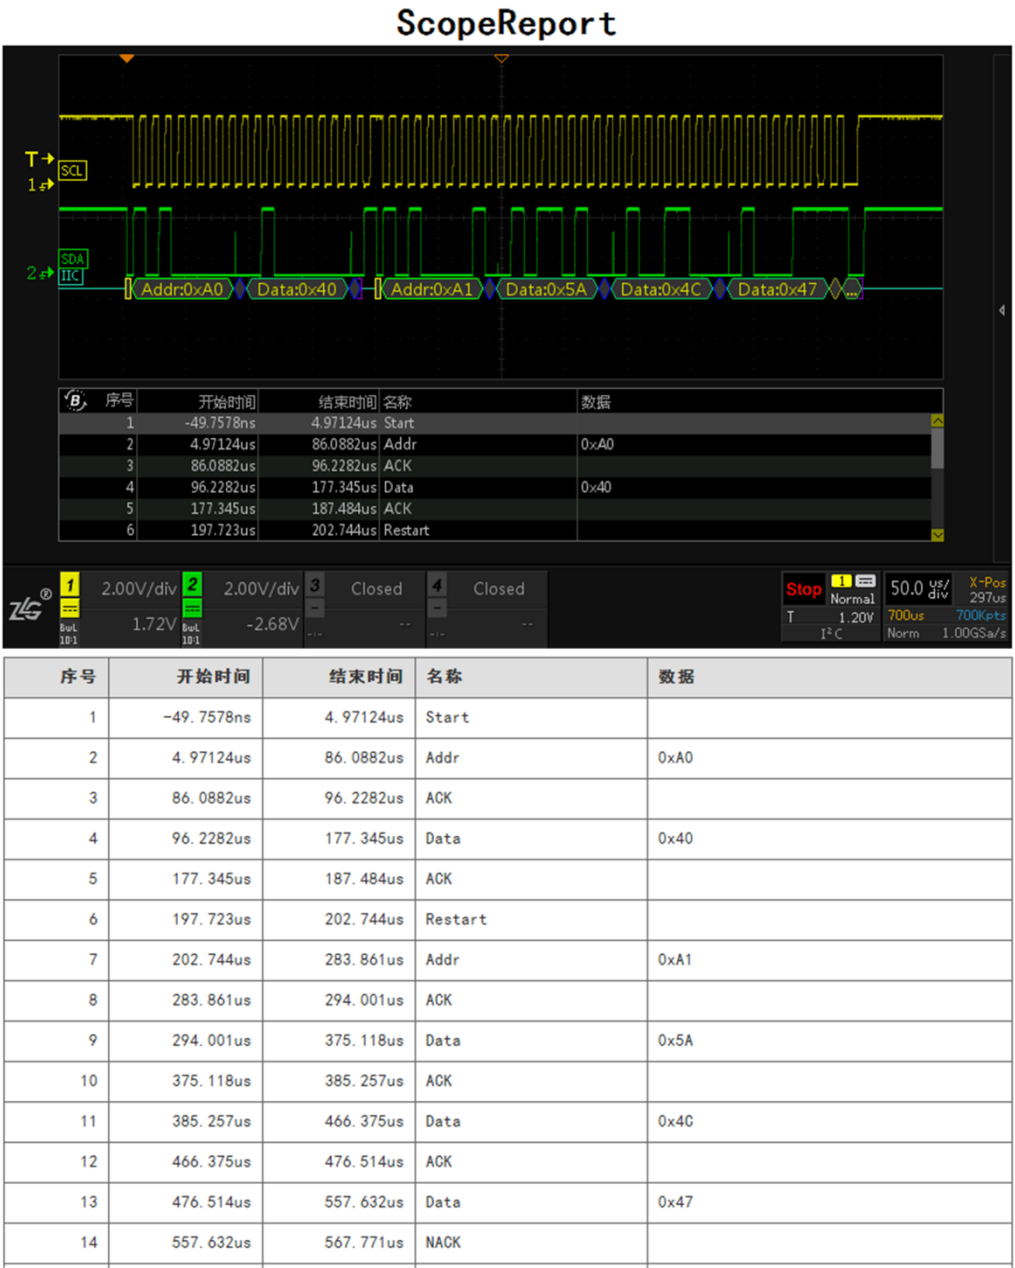 ScopeReport
T
SCL
1
SDA
2
IIC
Addr:0xA0 Data:0x40 Addr:0xA1 Data:0x5A Data:0x4C Data:0x47 ...
B 序号 开始时间 结束时间 名称 数据
1 -49.7578ns 4.97124us Start
2 4.97124us 86.0882us Addr 0xA0
3 86.0882us 96.2282us ACK
4 96.2282us 177.345us Data 0x40
5 177.345us 187.484us ACK
6 197.723us 202.744us Restart
ZLG®
1 2.00V/div 2 2.00V/div 3 Closed 4 Closed
BwL 10:1 1.72V BwL 10:1 -2.68V -:- -- -:- --
Stop 1 Normal 50.0 us/div X-Pos 297us
T 1.20V 700us 700Kpts
I²C Norm 1.00GSa/s
序号 开始时间 结束时间 名称 数据
1 -49.7578ns 4.97124us Start
2 4.97124us 86.0882us Addr 0xA0
3 86.0882us 96.2282us ACK
4 96.2282us 177.345us Data 0x40
5 177.345us 187.484us ACK
6 197.723us 202.744us Restart
7 202.744us 283.861us Addr 0xA1
8 283.861us 294.001us ACK
9 294.001us 375.118us Data 0x5A
10 375.118us 385.257us ACK
11 385.257us 466.375us Data 0x4C
12 466.375us 476.514us ACK
13 476.514us 557.632us Data 0x47
14 557.632us 567.771us NACK